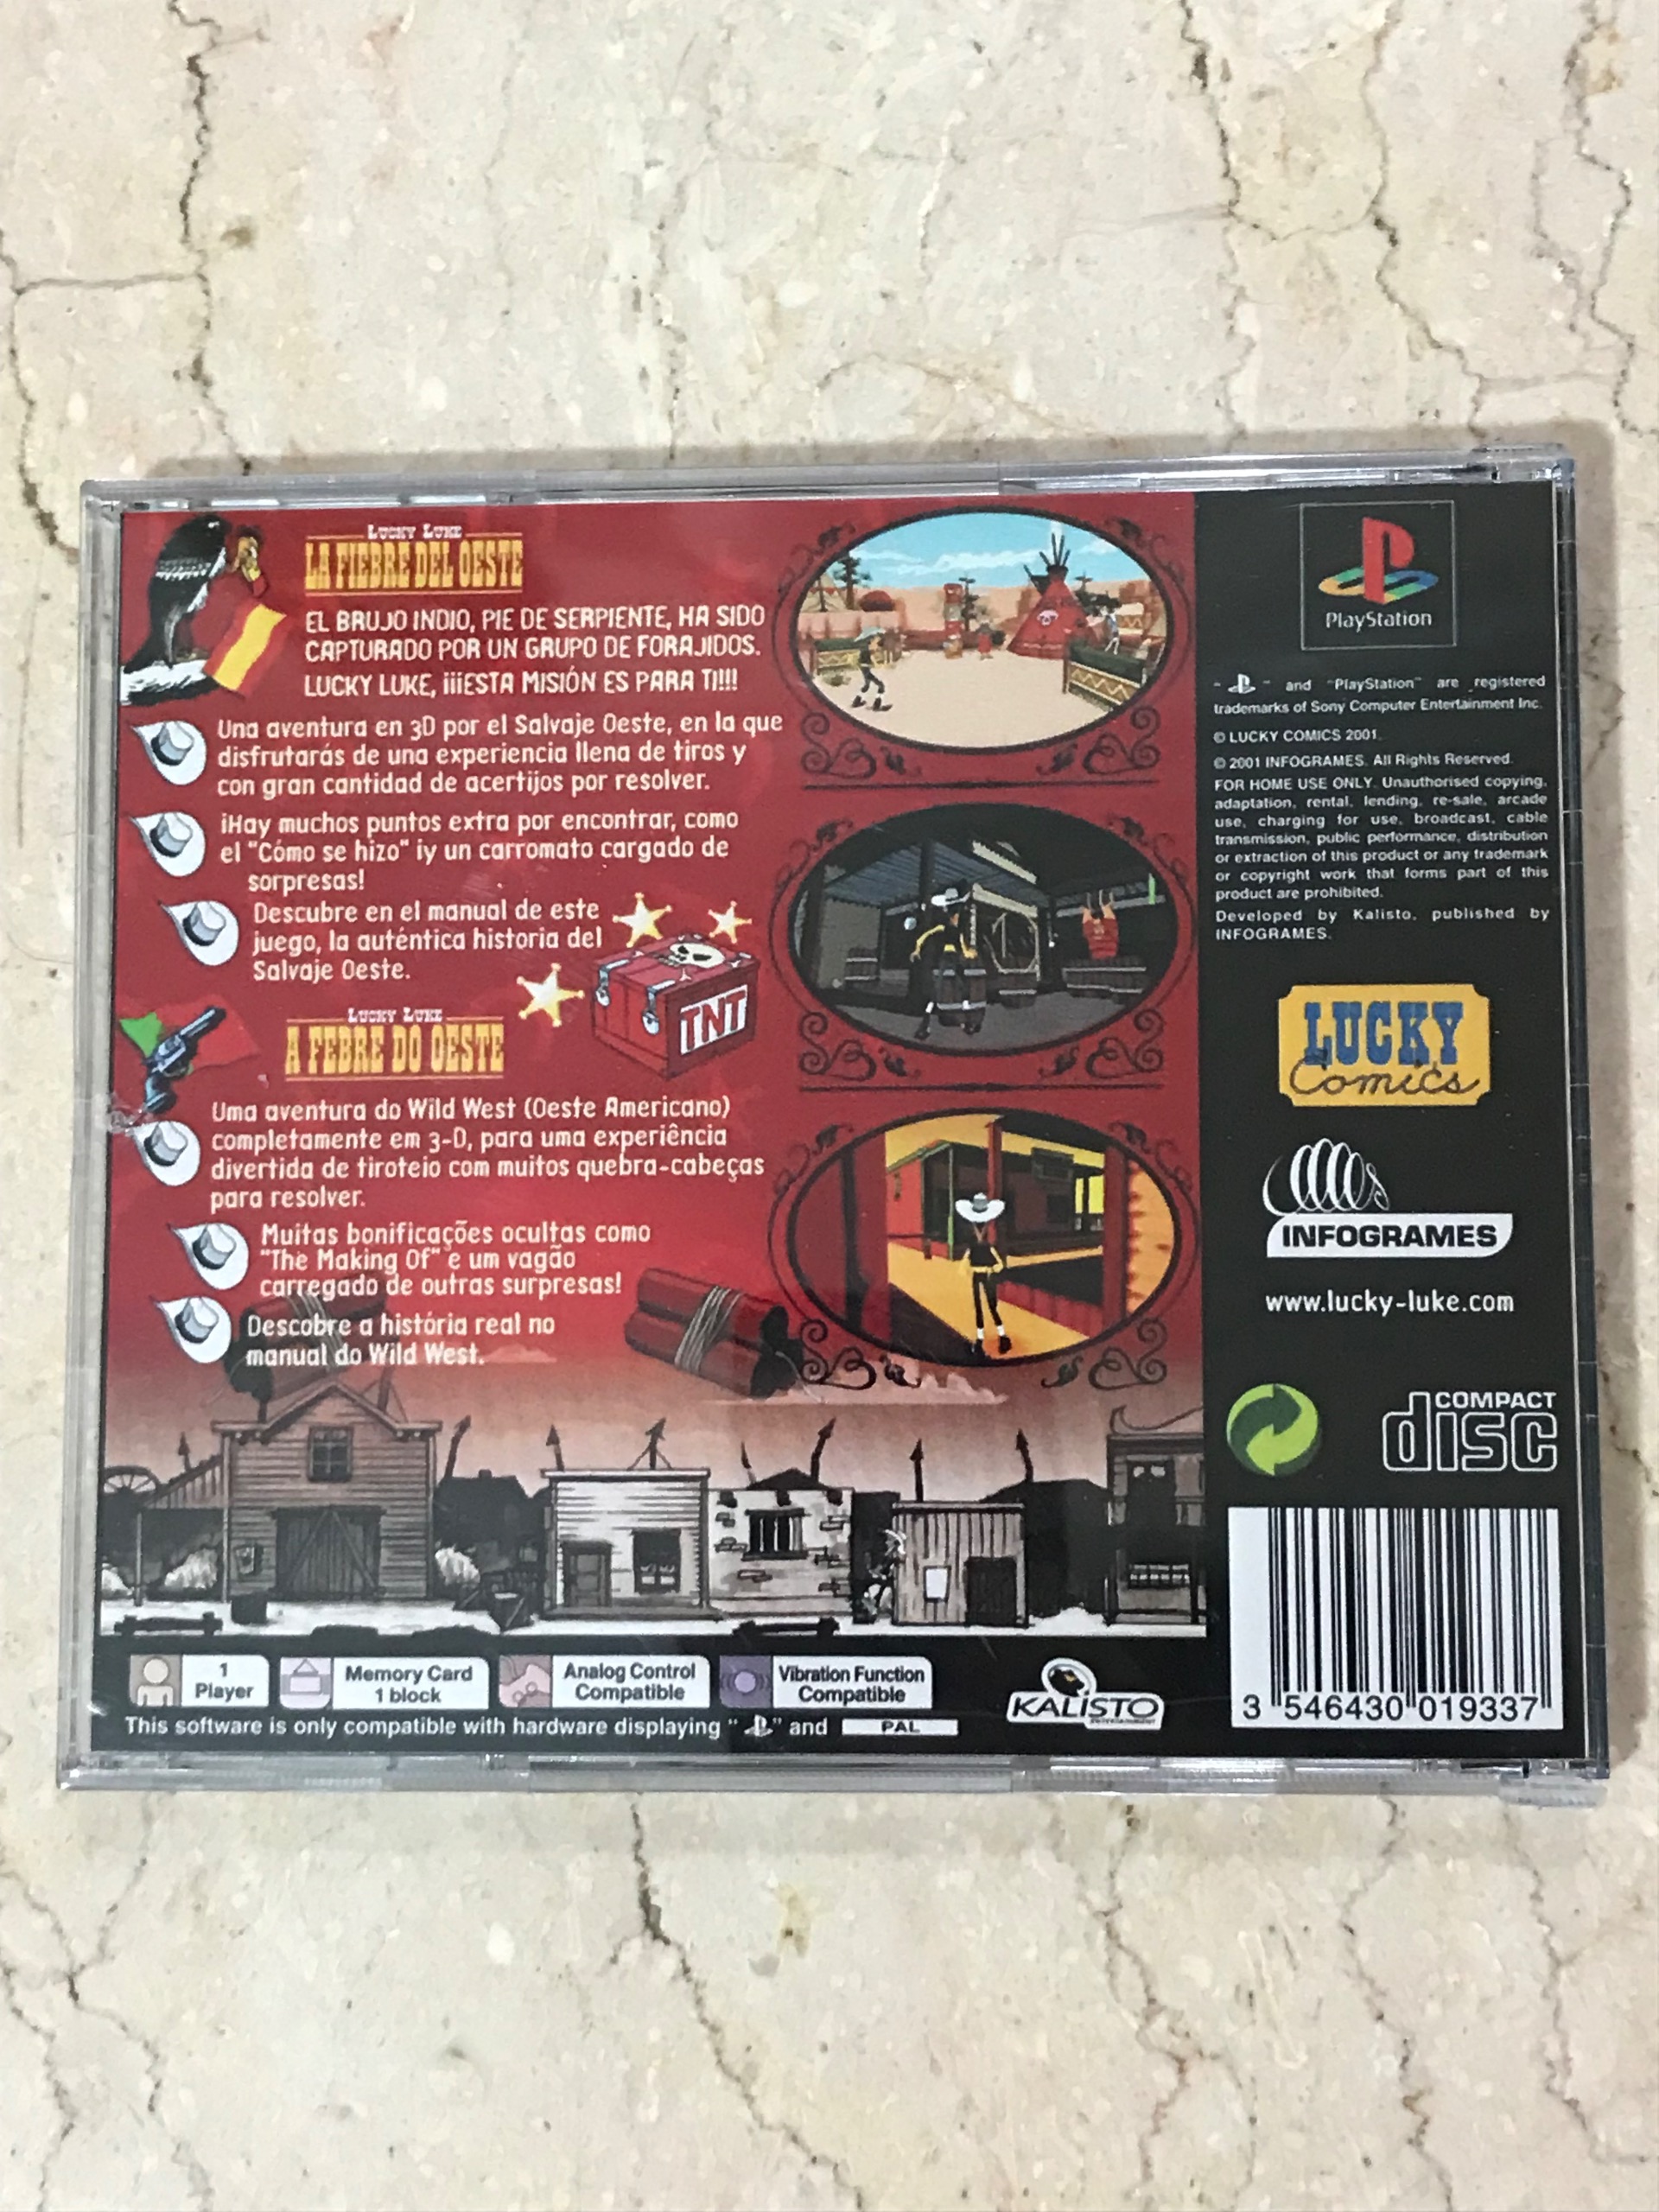 LUCKY LUKE
LA FIEBRE DEL OESTE
EL BRUJO INDIO, PIE DE SERPIENTE, HA SIDO
CAPTURADO POR UN GRUPO DE FORAJIDOS.
LUCKY LUKE, ¡¡¡ESTA MISIÓN ES PARA TI!!!
Una aventura en 3D por el Salvaje Oeste, en la que
disfrutarás de una experiencia llena de tiros y
con gran cantidad de acertijos por resolver.
¡Hay muchos puntos extra por encontrar, como
el "Cómo se hizo" ¡y un carromato cargado de
sorpresas!
Descubre en el manual de este
juego, la auténtica historia del
Salvaje Oeste.
TNT
LUCKY LUKE
A FEBRE DO OESTE
Uma aventura do Wild West (Oeste Americano)
completamente em 3-D, para uma experiência
divertida de tiroteio com muitos quebra-cabeças
para resolver.
Muitas bonificações ocultas como
"The Making Of" e um vagão
carregado de outras surpresas!
Descobre a história real no
manual do Wild West.
1
Player
Memory Card
1 block
Analog Control
Compatible
Vibration Function
Compatible
This software is only compatible with hardware displaying " " and PAL
KALISTO
ENTERTAINMENT
PlayStation
" " and "PlayStation" are registered
trademarks of Sony Computer Entertainment Inc.
© LUCKY COMICS 2001.
© 2001 INFOGRAMES. All Rights Reserved.
FOR HOME USE ONLY. Unauthorised copying,
adaptation, rental, lending, re-sale, arcade
use, charging for use, broadcast, cable
transmission, public performance, distribution
or extraction of this product or any trademark
or copyright work that forms part of this
product are prohibited.
Developed by Kalisto, published by
INFOGRAMES.
LUCKY
Comics
INFOGRAMES
www.lucky-luke.com
COMPACT
disc
3 546430 019337